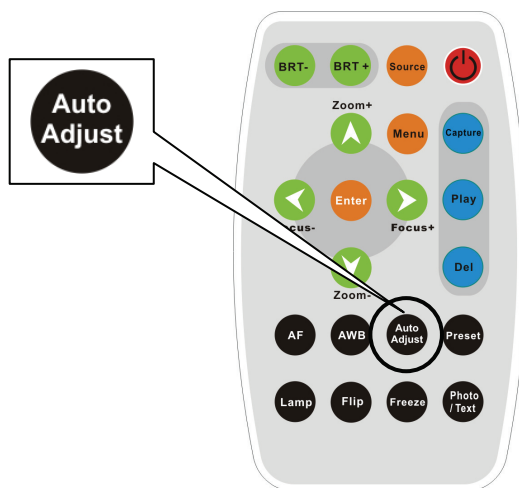 Auto
Adjust
BRT-
BRT +
Source
Zoom+
Menu
Capture
Enter
Play
ocus-
Focus+
Del
Zoom-
AF
AWB
Auto
Adjust
Preset
Lamp
Flip
Freeze
Photo
/ Text